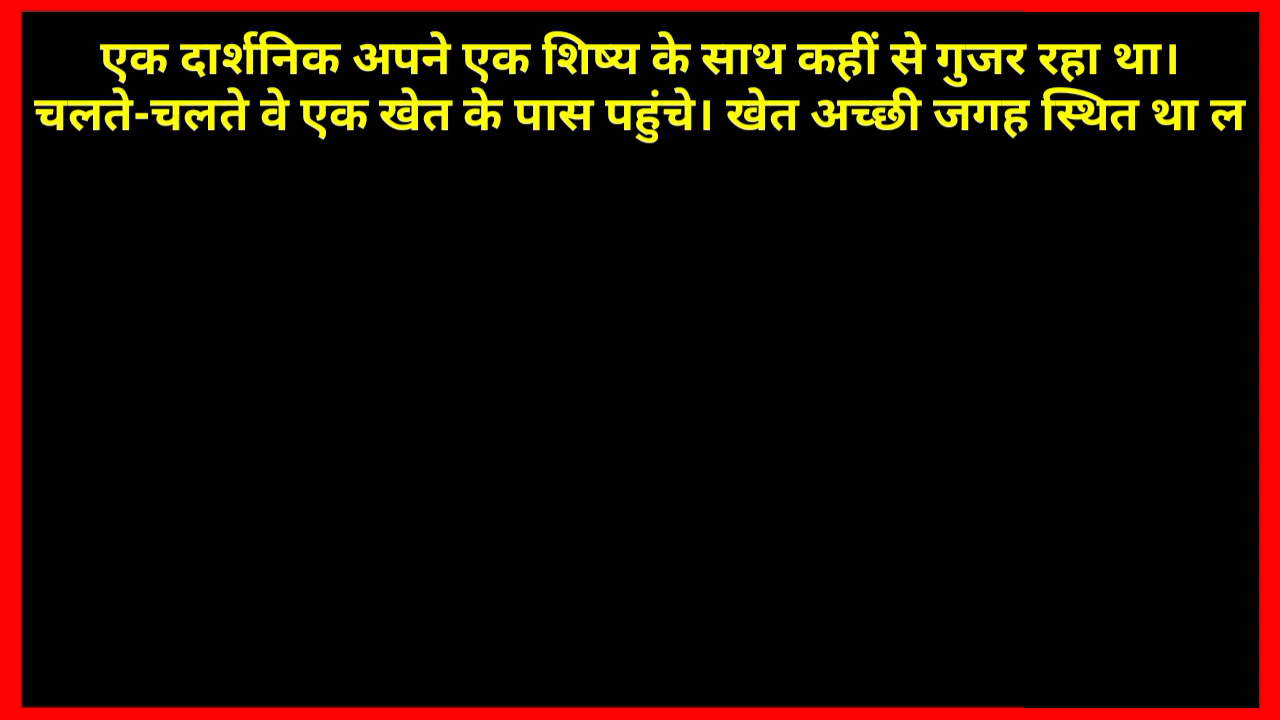 एक दार्शनिक अपने एक शिष्य के साथ कहीं से गुजर रहा था।
चलते-चलते वे एक खेत के पास पहुंचे। खेत अच्छी जगह स्थित था ल